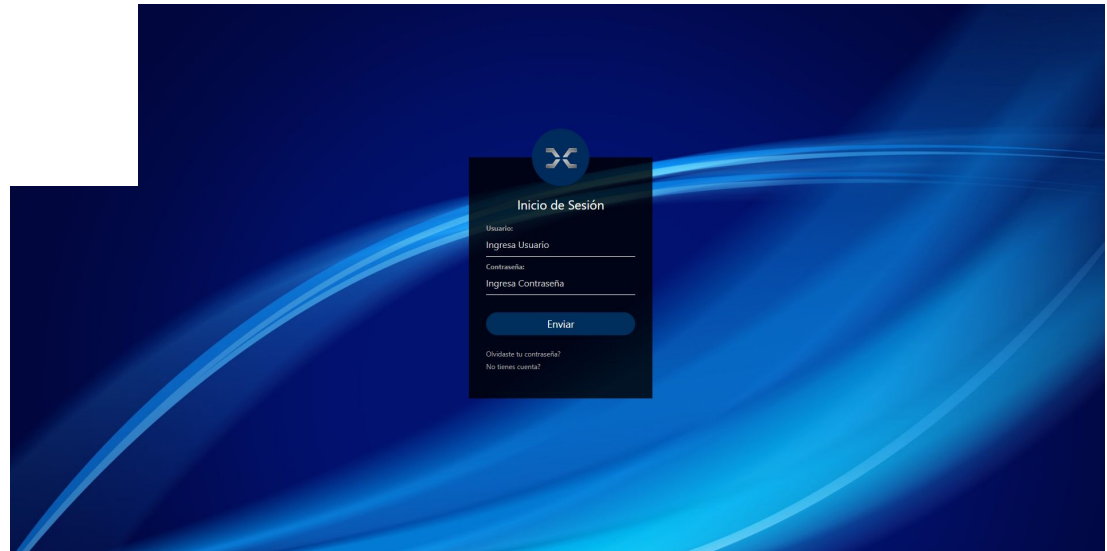 Inicio de Sesión
Usuario:
Ingresa Usuario
Contraseña:
Ingresa Contraseña
Enviar
Olvidaste tu contraseña?
No tienes cuenta?